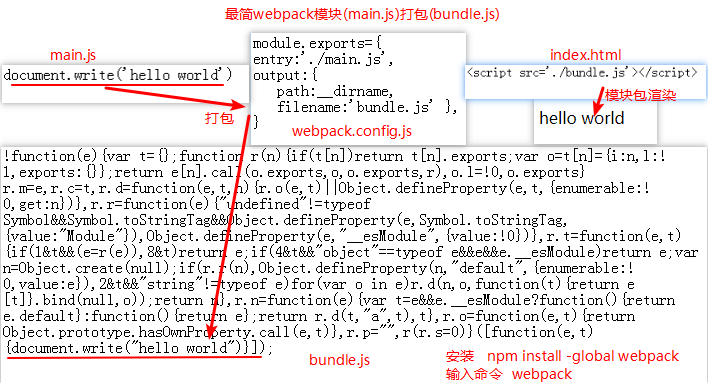 最简webpack模块(main.js)打包(bundle.js)
main.js
document.write('hello world')
打包
module.exports={
entry:'./main.js',
output:{
path:__dirname,
filename:'bundle.js' },
}
webpack.config.js
index.html
<script src='./bundle.js'></script>
模块包渲染
hello world
!function(e){var t={};function r(n){if(t[n])return t[n].exports;var o=t[n]={i:n,l:!
1,exports:{}};return e[n].call(o.exports,o,o.exports,r),o.l=!0,o.exports}
r.m=e,r.c=t,r.d=function(e,t,n){r.o(e,t)||Object.defineProperty(e,t,{enumerable:!
0,get:n})},r.r=function(e){"undefined"!=typeof
Symbol&&Symbol.toStringTag&&Object.defineProperty(e,Symbol.toStringTag,
{value:"Module"}),Object.defineProperty(e,"__esModule",{value:!0})},r.t=function(e,t)
{if(1&t&&(e=r(e)),8&t)return e;if(4&t&&"object"==typeof e&&e&&e.__esModule)return e;var
n=Object.create(null);if(r.r(n),Object.defineProperty(n,"default",{enumerable:!
0,value:e}),2&t&&"string"!=typeof e)for(var o in e)r.d(n,o,function(t){return e
[t]}.bind(null,o));return n},r.n=function(e){var t=e&&e.__esModule?function(){return
e.default}:function(){return e};return r.d(t,"a",t),t},r.o=function(e,t){return
Object.prototype.hasOwnProperty.call(e,t)},r.p="",r(r.s=0)}([function(e,t)
{document.write("hello world")}]);
bundle.js
安装 npm install -global webpack
输入命令 webpack